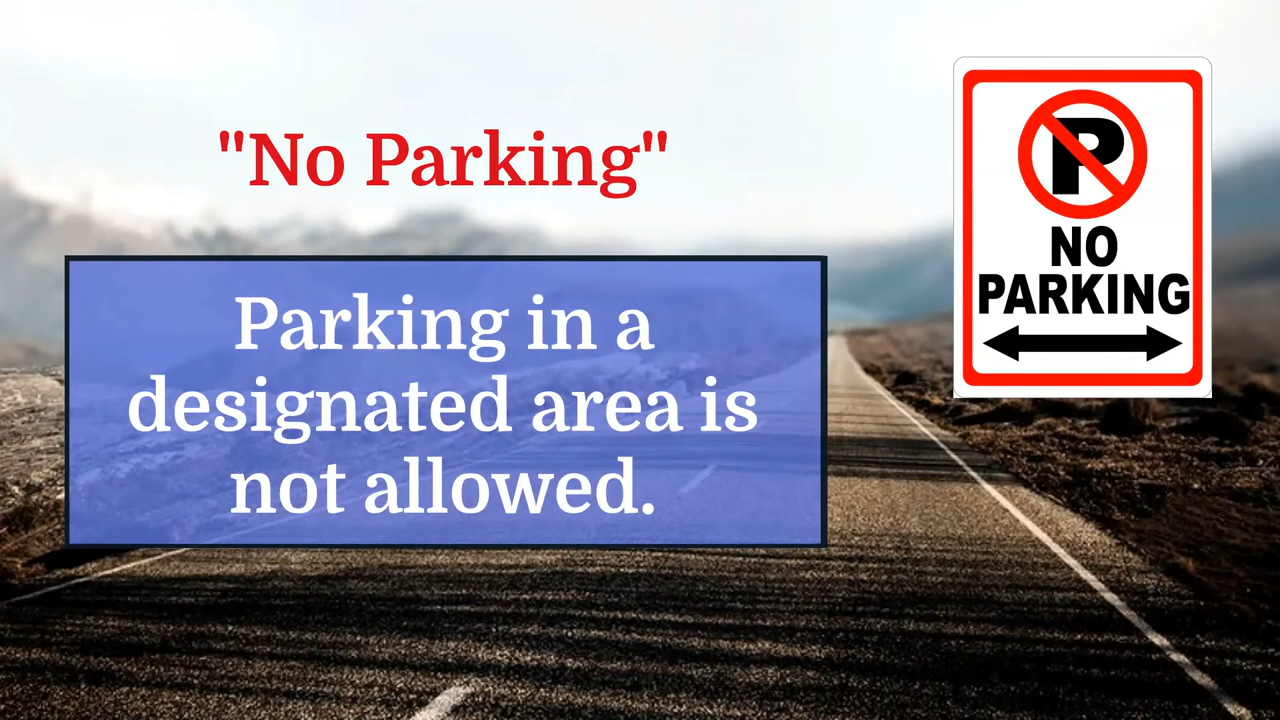 "No Parking"
Parking in a
designated area is
not allowed.
P
NO
PARKING